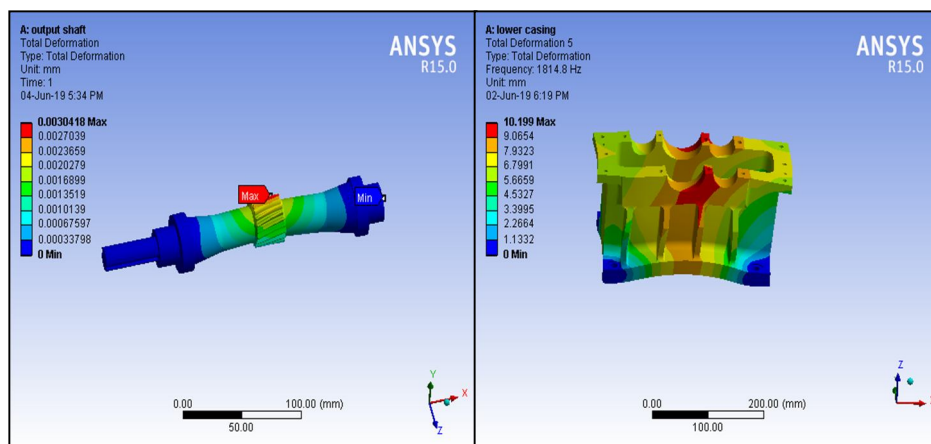 A: output shaft
Total Deformation
Type: Total Deformation
Unit: mm
Time: 1
04-Jun-19 5:34 PM
ANSYS
R15.0
0.0030418 Max
0.0027039
0.0023659
0.0020279
0.0016899
0.0013519
0.0010139
0.00067597
0.00033798
0 Min
Max
Min
Y
X
Z
0.00
100.00 (mm)
50.00
A: lower casing
Total Deformation 5
Type: Total Deformation
Frequency: 1814.8 Hz
Unit: mm
02-Jun-19 6:19 PM
ANSYS
R15.0
10.199 Max
9.0654
7.9323
6.7991
5.6659
4.5327
3.3995
2.2664
1.1332
0 Min
Z
0.00
200.00 (mm)
100.00